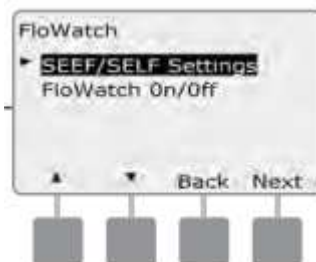 FloWatch
SEEF/SELF Settings
FloWatch On/Off
Back Next